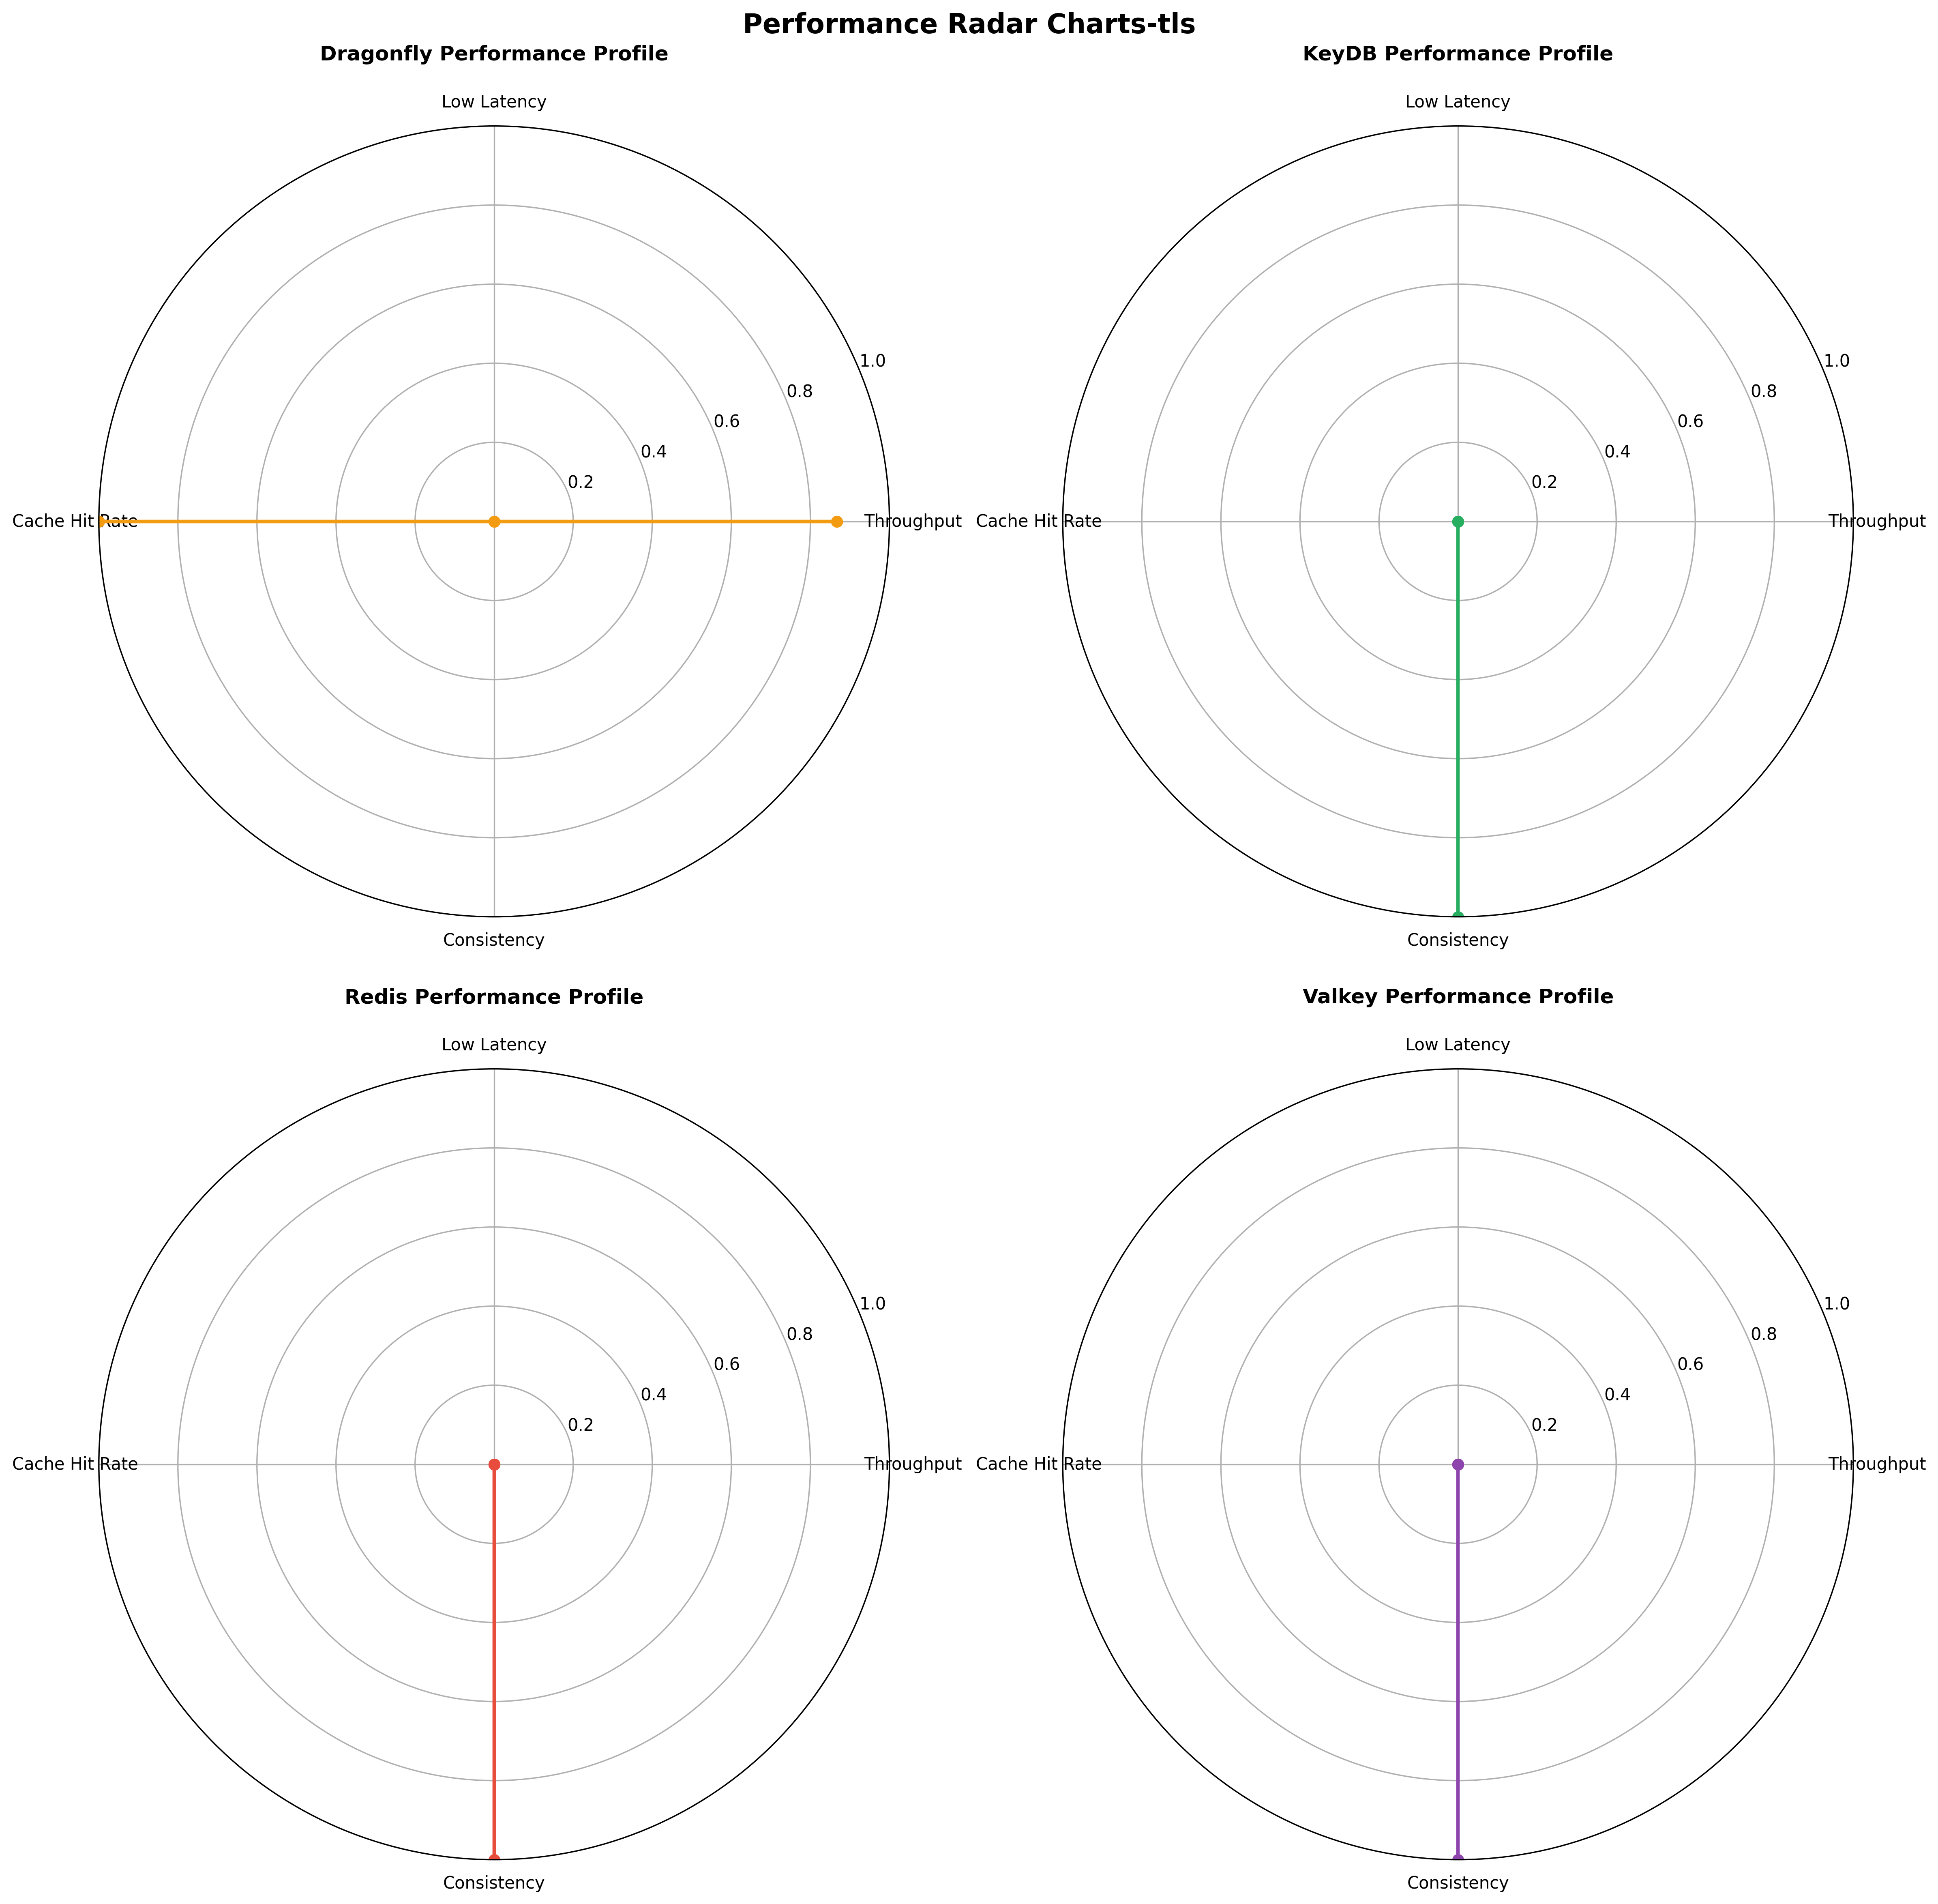 Performance Radar Charts-tls
Dragonfly Performance Profile
Low Latency
1.0
0.8
0.6
0.4
0.2
Cache Hit Rate
Throughput
Consistency
KeyDB Performance Profile
Low Latency
1.0
0.8
0.6
0.4
0.2
Cache Hit Rate
Throughput
Consistency
Redis Performance Profile
Low Latency
1.0
0.8
0.6
0.4
0.2
Cache Hit Rate
Throughput
Consistency
Valkey Performance Profile
Low Latency
1.0
0.8
0.6
0.4
0.2
Cache Hit Rate
Throughput
Consistency